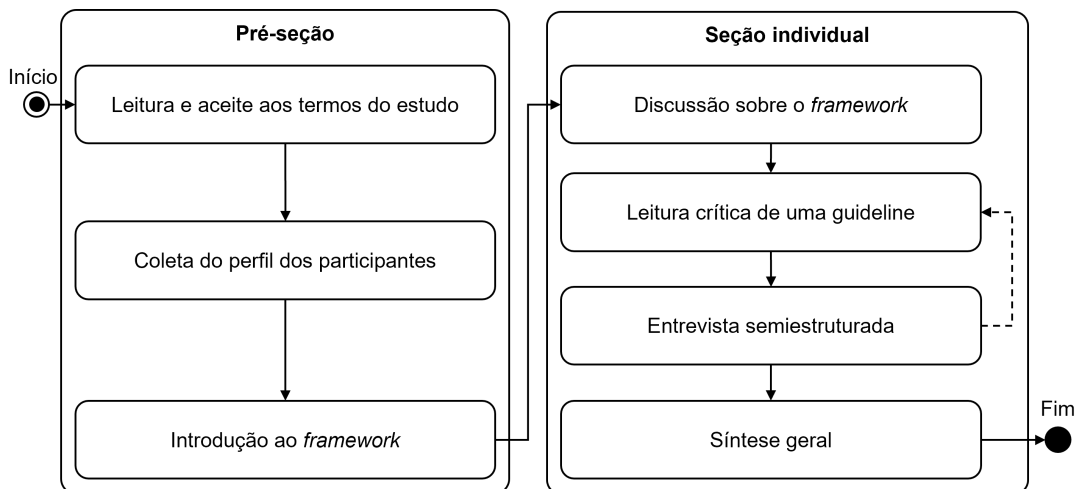 Início
Pré-seção
Leitura e aceite aos termos do estudo
Coleta do perfil dos participantes
Introdução ao framework
Seção individual
Discussão sobre o framework
Leitura crítica de uma guideline
Entrevista semiestruturada
Síntese geral
Fim